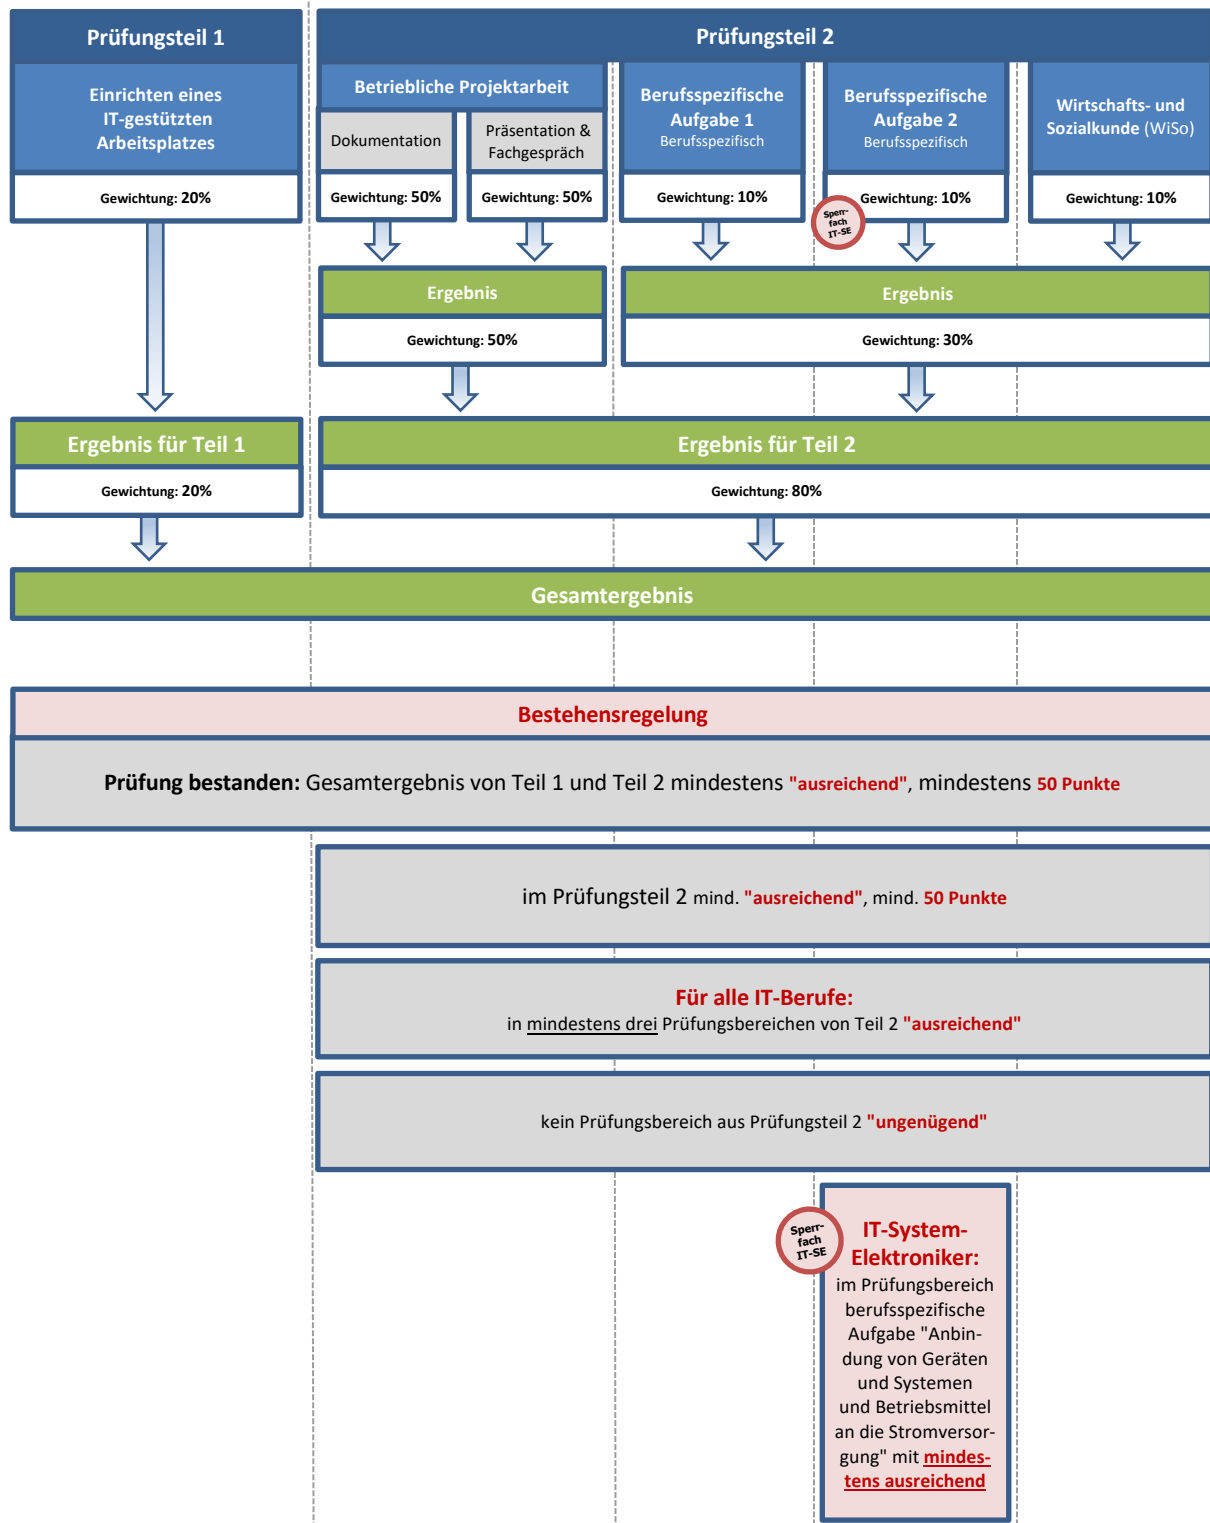 Prüfungsteil 1
Einrichten eines
IT-gestützten
Arbeitsplatzes
Gewichtung: 20%
Prüfungsteil 2
Betriebliche Projektarbeit
Dokumentation
Gewichtung: 50%
Präsentation &
Fachgespräch
Gewichtung: 50%
Berufsspezifische
Aufgabe 1
Berufsspezifisch
Gewichtung: 10%
Berufsspezifische
Aufgabe 2
Berufsspezifisch
Gewichtung: 10%
Sperr-
fach
IT-SE
Wirtschafts- und
Sozialkunde (WiSo)
Gewichtung: 10%
Ergebnis
Gewichtung: 50%
Ergebnis
Gewichtung: 30%
Ergebnis für Teil 1
Gewichtung: 20%
Ergebnis für Teil 2
Gewichtung: 80%
Gesamtergebnis
Bestehensregelung
Prüfung bestanden: Gesamtergebnis von Teil 1 und Teil 2 mindestens "ausreichend", mindestens 50 Punkte
im Prüfungsteil 2 mind. "ausreichend", mind. 50 Punkte
Für alle IT-Berufe:
in mindestens drei Prüfungsbereichen von Teil 2 "ausreichend"
kein Prüfungsbereich aus Prüfungsteil 2 "ungenügend"
Sperr-
fach
IT-SE
IT-System-
Elektroniker:
im Prüfungsbereich
berufsspezifische
Aufgabe "Anbin-
dung von Geräten
und Systemen
und Betriebsmittel
an die Stromversor-
gung" mit mindes-
tens ausreichend